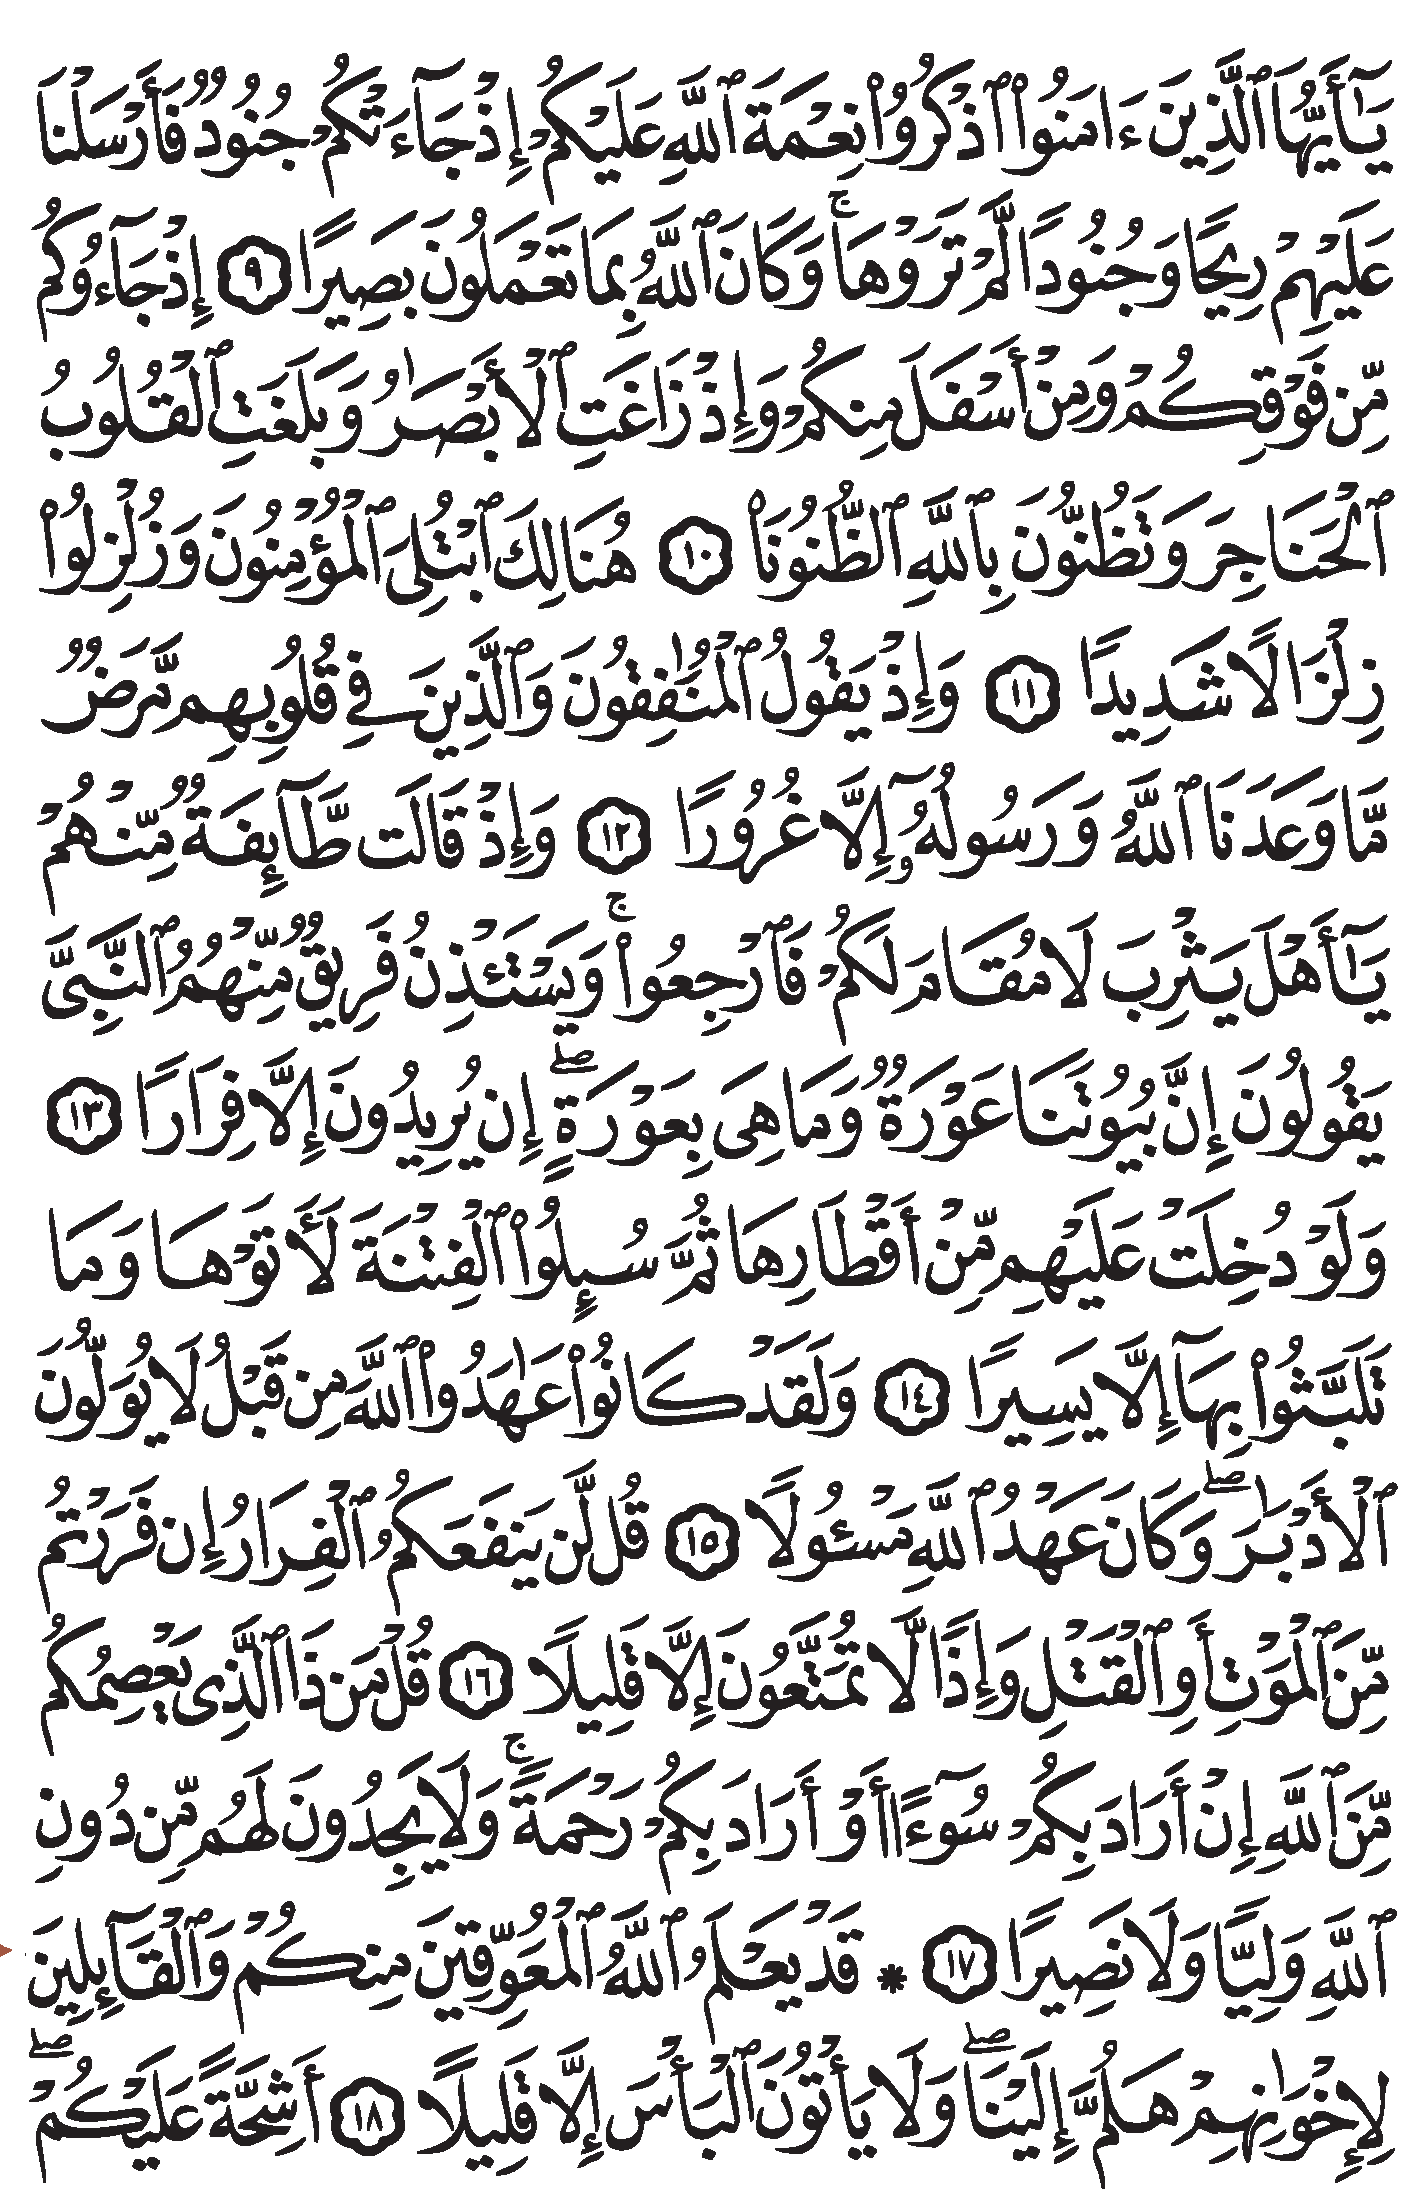 يَٰٓأَيُّهَا ٱلَّذِينَ ءَامَنُوا۟ ٱذْكُرُوا۟ نِعْمَةَ ٱللَّهِ عَلَيْكُمْ إِذْ جَآءَتْكُمْ جُنُودٌ فَأَرْسَلْنَا
عَلَيْهِمْ رِيحًا وَجُنُودًا لَّمْ تَرَوْهَا ۚ وَكَانَ ٱللَّهُ بِمَا تَعْمَلُونَ بَصِيرًا ٩ إِذْ جَآءُوكُم
مِّن فَوْقِكُمْ وَمِنْ أَسْفَلَ مِنكُمْ وَإِذْ زَاغَتِ ٱلْأَبْصَٰرُ وَبَلَغَتِ ٱلْقُلُوبُ
ٱلْحَنَاجِرَ وَتَظُنُّونَ بِٱللَّهِ ٱلظُّنُونَا۠ ١٠ هُنَالِكَ ٱبْتُلِىَ ٱلْمُؤْمِنُونَ وَزُلْزِلُوا۟
زِلْزَالًا شَدِيدًا ١١ وَإِذْ يَقُولُ ٱلْمُنَٰفِقُونَ وَٱلَّذِينَ فِى قُلُوبِهِم مَّرَضٌ
مَّا وَعَدَنَا ٱللَّهُ وَرَسُولُهُۥٓ إِلَّا غُرُورًا ١٢ وَإِذْ قَالَت طَّآئِفَةٌ مِّنْهُمْ
يَٰٓأَهْلَ يَثْرِبَ لَا مُقَامَ لَكُمْ فَٱرْجِعُوا۟ ۚ وَيَسْتَـْٔذِنُ فَرِيقٌ مِّنْهُمُ ٱلنَّبِىَّ
يَقُولُونَ إِنَّ بُيُوتَنَا عَوْرَةٌ وَمَا هِىَ بِعَوْرَةٍ ۖ إِن يُرِيدُونَ إِلَّا فِرَارًا ١٣
وَلَوْ دُخِلَتْ عَلَيْهِم مِّنْ أَقْطَارِهَا ثُمَّ سُئِلُوا۟ ٱلْفِتْنَةَ لَـَٔاتَوْهَا وَمَا
تَلَبَّثُوا۟ بِهَآ إِلَّا يَسِيرًا ١٤ وَلَقَدْ كَانُوا۟ عَٰهَدُوا۟ ٱللَّهَ مِن قَبْلُ لَا يُوَلُّونَ
ٱلْأَدْبَٰرَ ۖ وَكَانَ عَهْدُ ٱللَّهِ مَسْـُٔولًا ١٥ قُل لَّن يَنفَعَكُمُ ٱلْفِرَارُ إِن فَرَرْتُم
مِّنَ ٱلْمَوْتِ أَوِ ٱلْقَتْلِ وَإِذًا لَّا تُمَتَّعُونَ إِلَّا قَلِيلًا ١٦ قُلْ مَن ذَا ٱلَّذِى يَعْصِمُكُم
مِّنَ ٱللَّهِ إِنْ أَرَادَ بِكُمْ سُوٓءًا أَوْ أَرَادَ بِكُمْ رَحْمَةً ۚ وَلَا يَجِدُونَ لَهُم مِّن دُونِ
ٱللَّهِ وَلِيًّا وَلَا نَصِيرًا ١٧ * قَدْ يَعْلَمُ ٱللَّهُ ٱلْمُعَوِّقِينَ مِنكُمْ وَٱلْقَآئِلِينَ
لِإِخْوَٰنِهِمْ هَلُمَّ إِلَيْنَا ۖ وَلَا يَأْتُونَ ٱلْبَأْسَ إِلَّا قَلِيلًا ١٨ أَشِحَّةً عَلَيْكُمْ ۖ